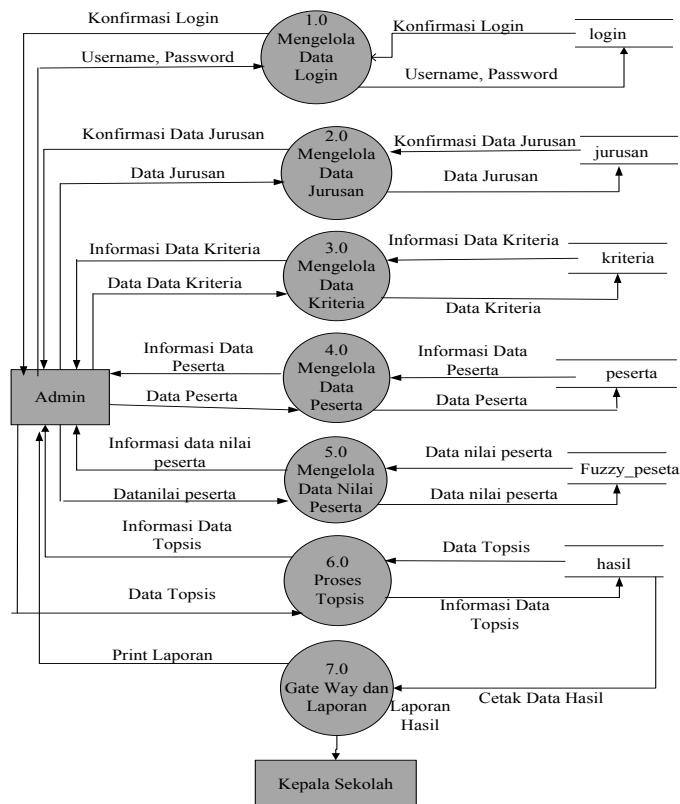 Konfirmasi Login
1.0
Mengelola
Data
Login
Konfirmasi Login
login
Username, Password
Username, Password
Konfirmasi Data Jurusan
2.0
Mengelola
Data
Jurusan
Konfirmasi Data Jurusan
jurusan
Data Jurusan
Data Jurusan
Informasi Data Kriteria
3.0
Mengelola
Data
Kriteria
Informasi Data Kriteria
kriteria
Data Data Kriteria
Data Kriteria
Informasi Data
Peserta
4.0
Mengelola
Data
Peserta
Informasi Data
Peserta
peserta
Admin
Data Peserta
Data Peserta
Informasi data nilai
peserta
5.0
Mengelola
Data Nilai
Peserta
Data nilai peserta
Fuzzy_peseta
Datanilai peserta
Data nilai peserta
Informasi Data
Topsis
6.0
Proses
Topsis
Data Topsis
hasil
Data Topsis
Informasi Data
Topsis
Print Laporan
7.0
Gate Way dan
Laporan
Laporan
Hasil
Cetak Data Hasil
Kepala Sekolah